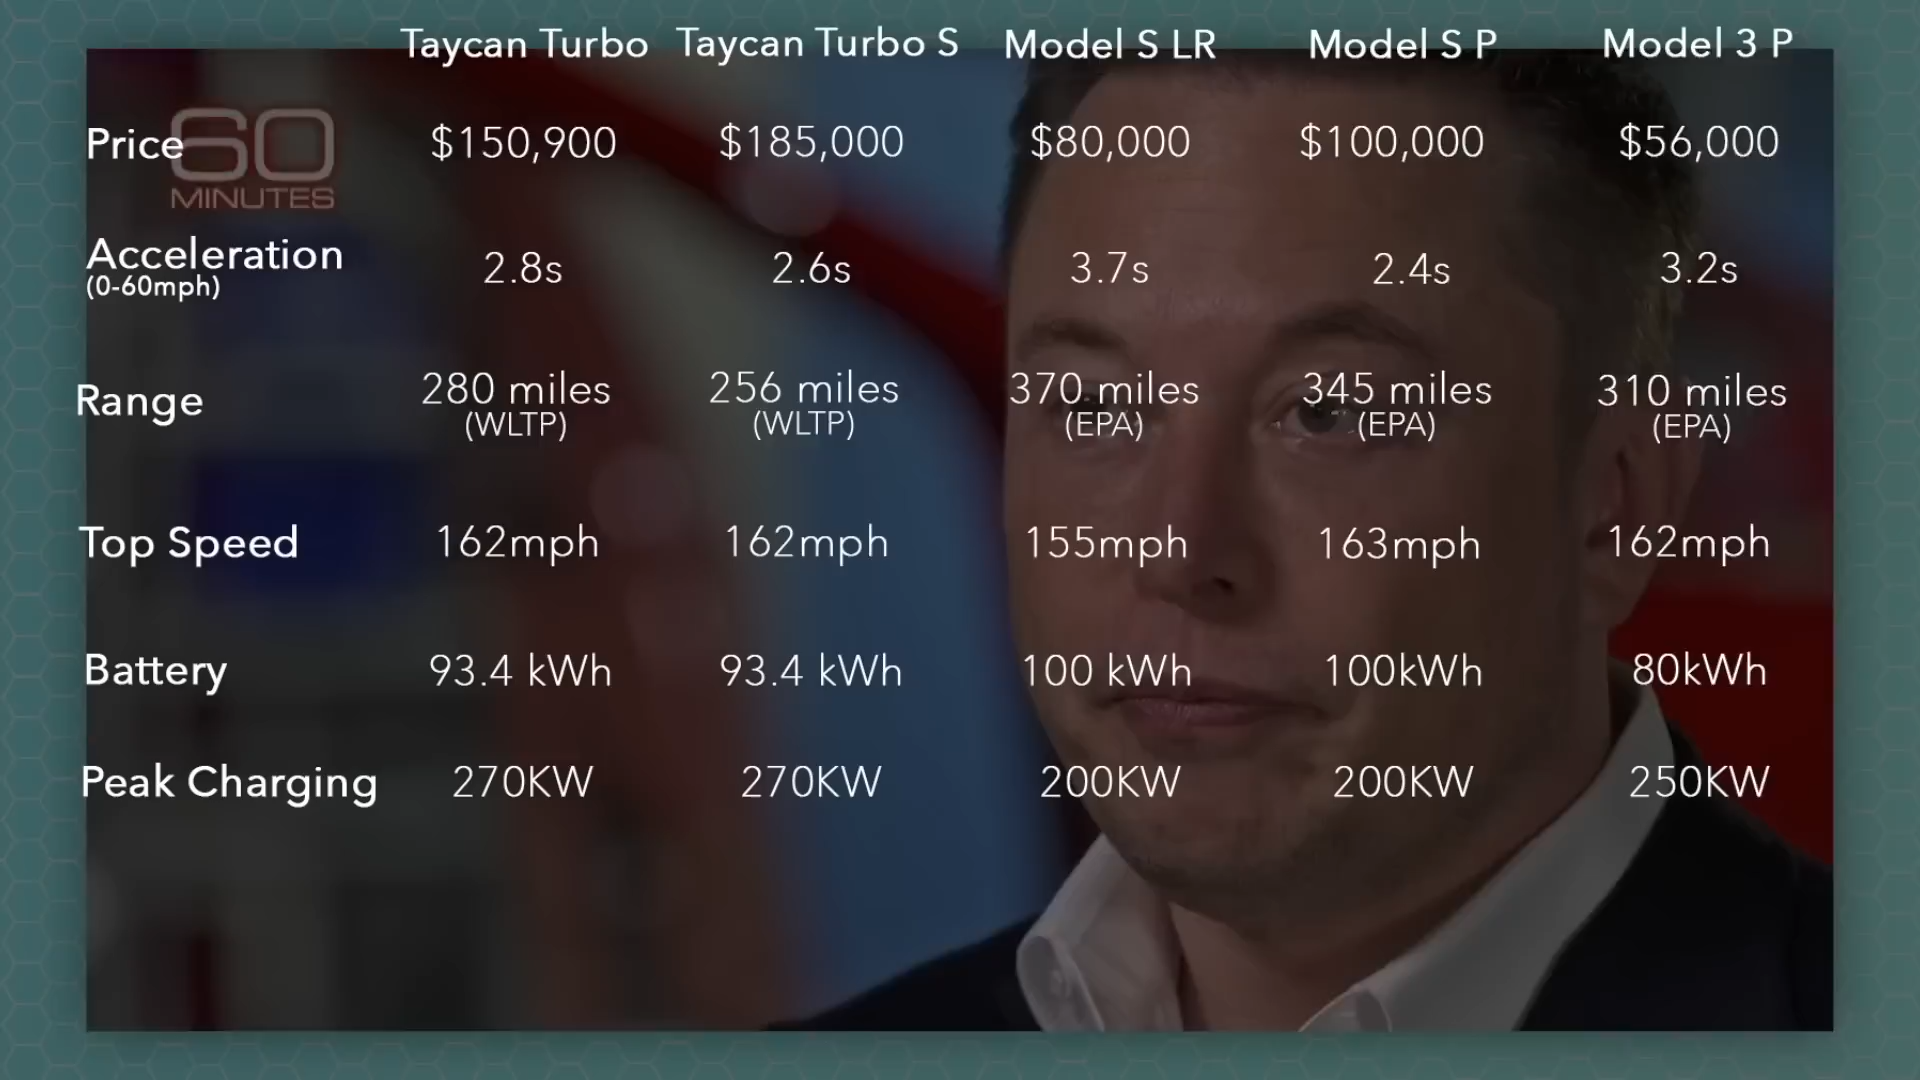 Taycan Turbo Taycan Turbo S Model S LR Model S P Model 3 P
60
MINUTES
Price $150,900 $185,000 $80,000 $100,000 $56,000
Acceleration 2.8s 2.6s 3.7s 2.4s 3.2s
(0-60mph)
Range 280 miles 256 miles 370 miles 345 miles 310 miles
(WLTP) (WLTP) (EPA) (EPA) (EPA)
Top Speed 162mph 162mph 155mph 163mph 162mph
Battery 93.4 kWh 93.4 kWh 100 kWh 100kWh 80kWh
Peak Charging 270KW 270KW 200KW 200KW 250KW